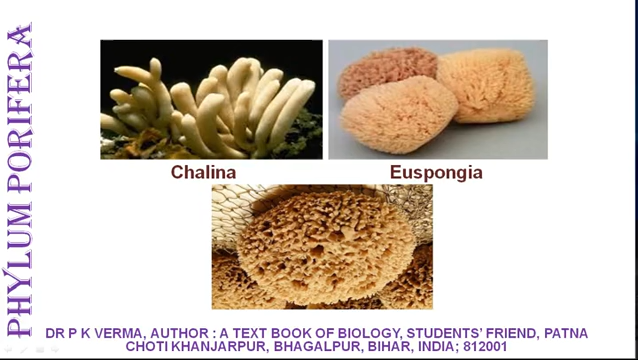 PHYLUM PORIFERA
Chalina
Euspongia
DR P K VERMA, AUTHOR : A TEXT BOOK OF BIOLOGY, STUDENTS' FRIEND, PATNA
CHOTI KHANJARPUR, BHAGALPUR, BIHAR, INDIA; 812001